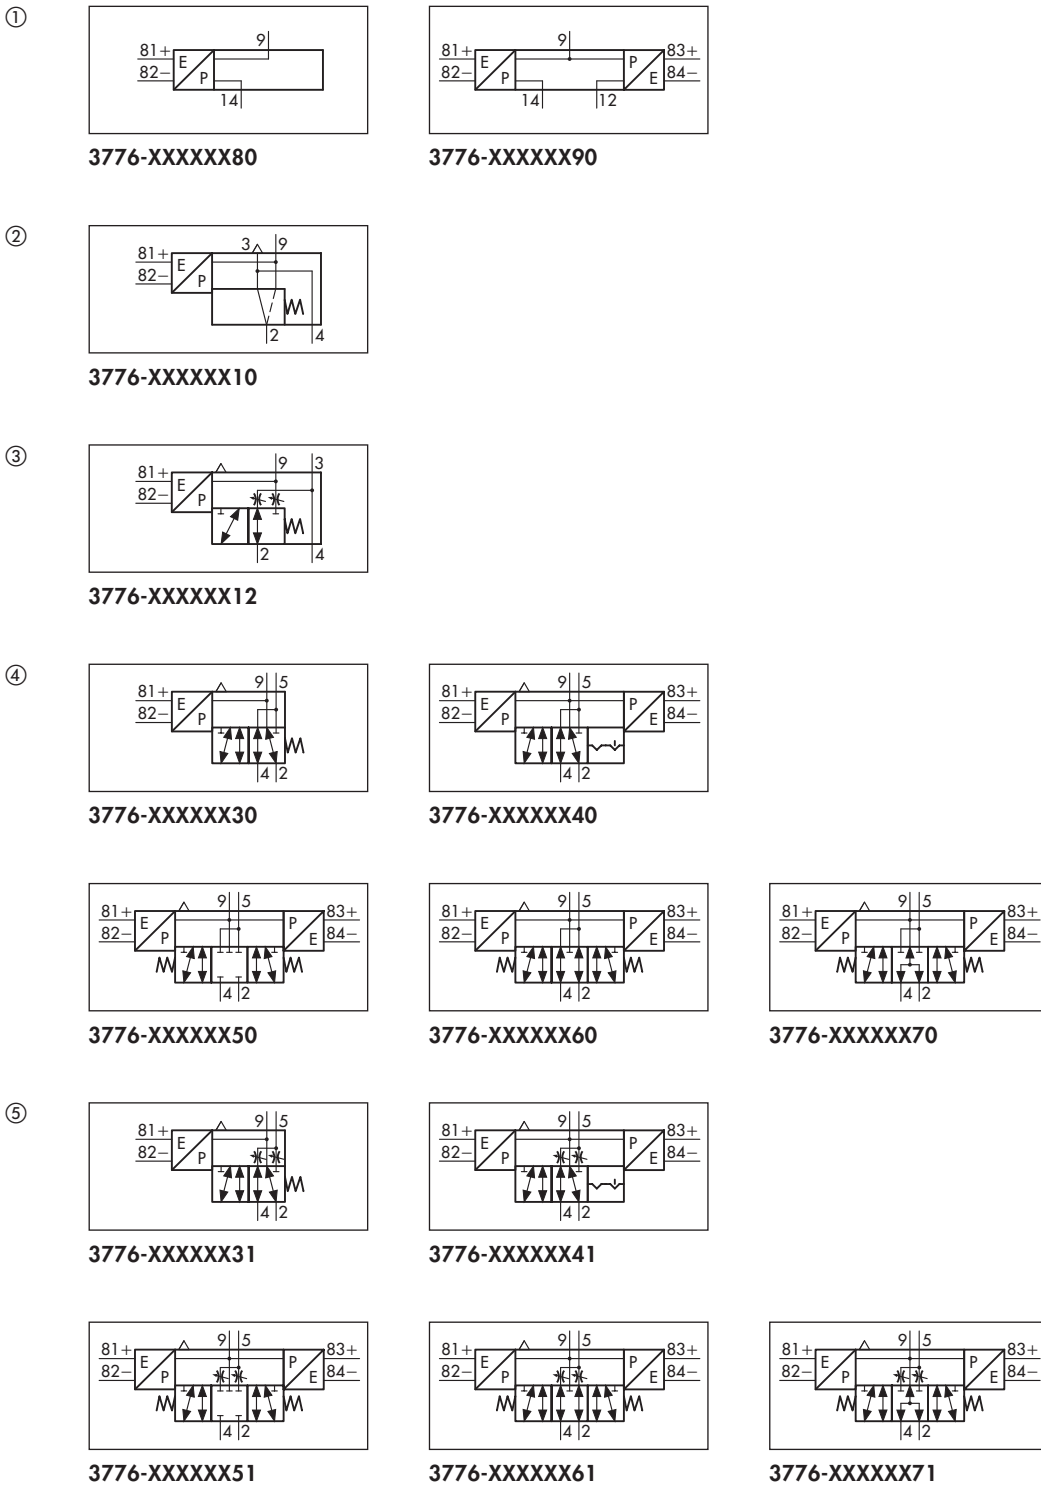 ①
9
81+ E
82− P
14
3776-XXXXXX80
9
81+ E P 83+
82− P E 84−
14 12
3776-XXXXXX90
②
3 9
81+ E
82− P
2 4
3776-XXXXXX10
③
9 3
81+ E
82− P
2 4
3776-XXXXXX12
④
9 5
81+ E
82− P
4 2
3776-XXXXXX30
9 5
81+ E P 83+
82− P E 84−
4 2
3776-XXXXXX40
9 5
81+ E P 83+
82− P E 84−
4 2
3776-XXXXXX50
9 5
81+ E P 83+
82− P E 84−
4 2
3776-XXXXXX60
9 5
81+ E P 83+
82− P E 84−
4 2
3776-XXXXXX70
⑤
9 5
81+ E
82− P
4 2
3776-XXXXXX31
9 5
81+ E P 83+
82− P E 84−
4 2
3776-XXXXXX41
9 5
81+ E P 83+
82− P E 84−
4 2
3776-XXXXXX51
9 5
81+ E P 83+
82− P E 84−
4 2
3776-XXXXXX61
9 5
81+ E P 83+
82− P E 84−
4 2
3776-XXXXXX71